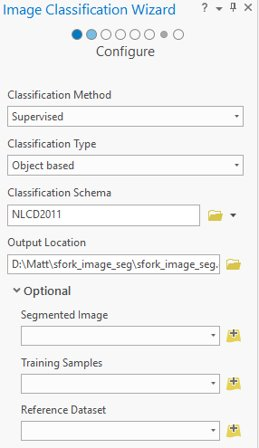 Image Classification Wizard
Configure
Classification Method
Supervised
Classification Type
Object based
Classification Schema
NLCD2011
Output Location
D:\Matt\sfork_image_seg\sfork_image_seg.
Optional
Segmented Image
Training Samples
Reference Dataset